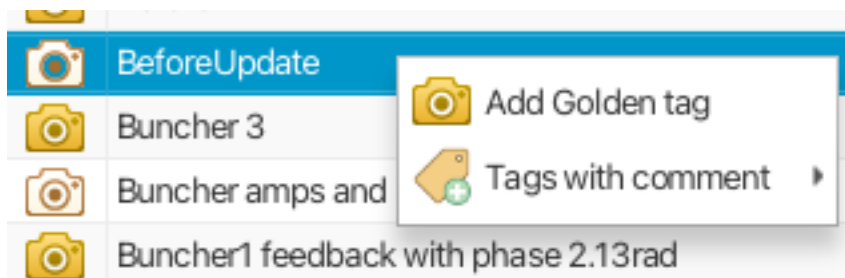 BeforeUpdate
Add Golden tag
Buncher 3
Tags with comment
Buncher amps and
Buncher1 feedback with phase 2.13rad